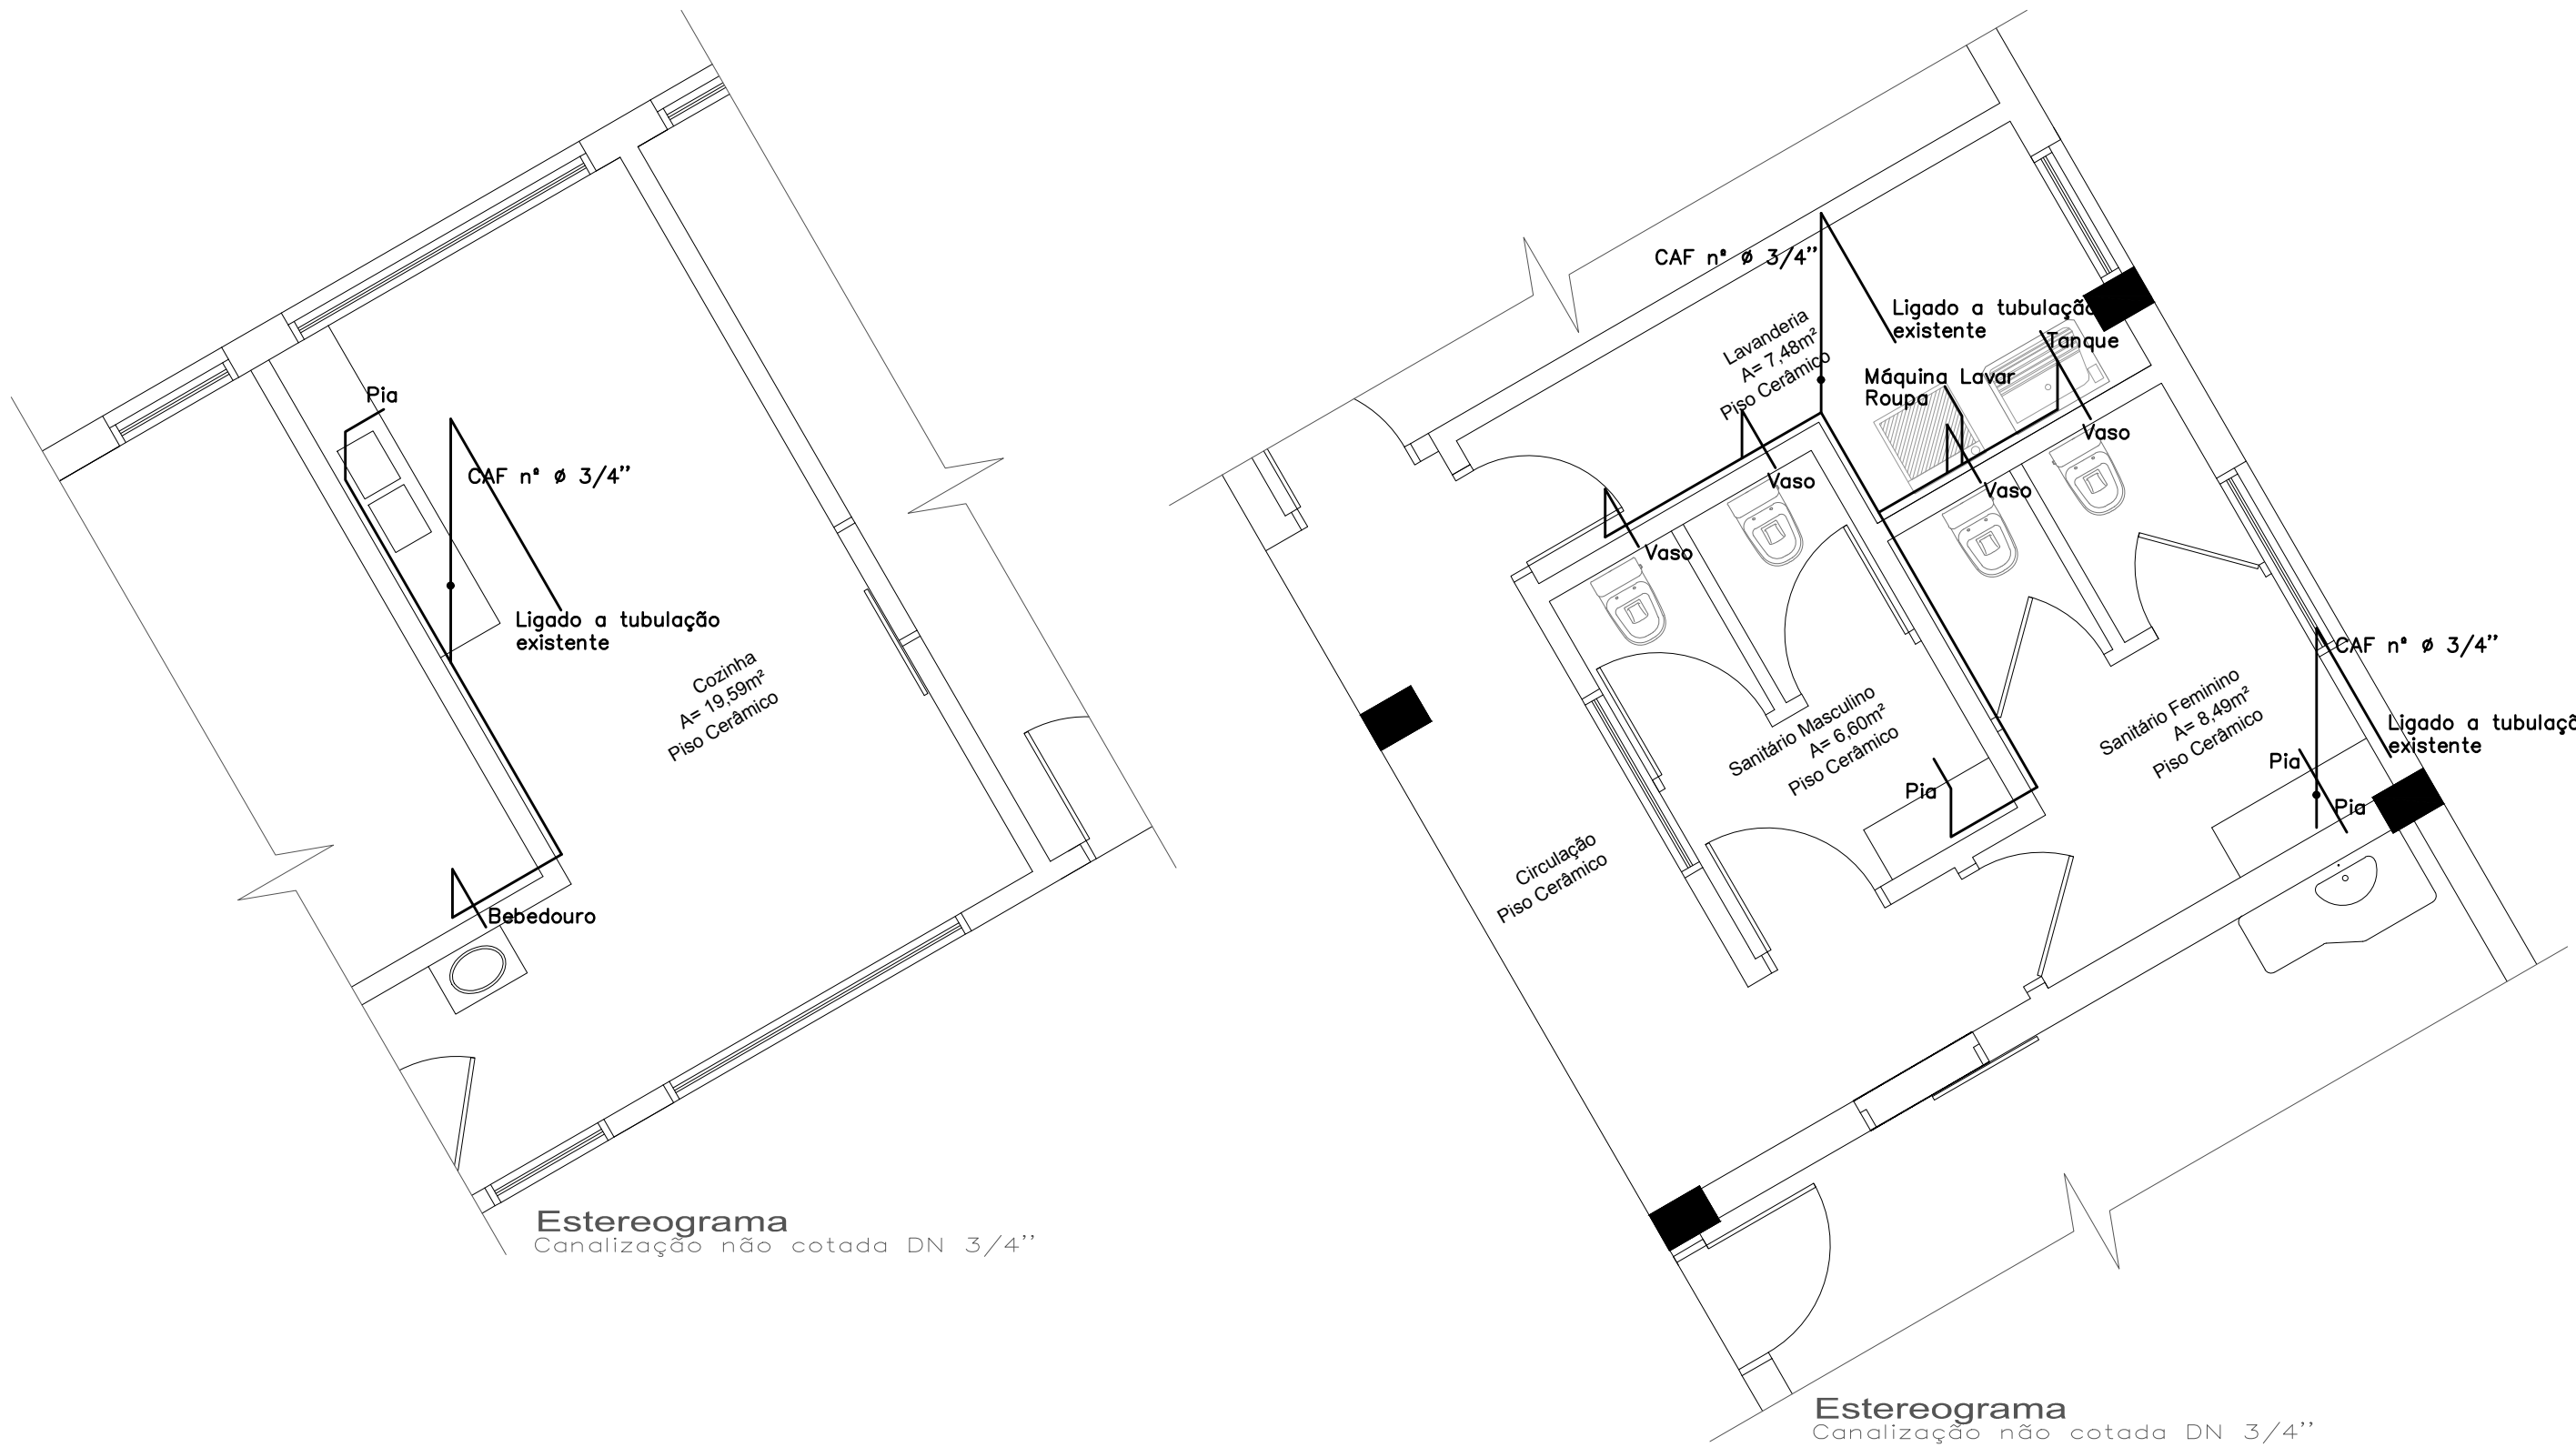 Pia
CAF nº ø 3/4''
Ligado a tubulação
existente
Cozinha
A= 19,59m²
Piso Cerâmico
Bebedouro
Estereograma
Canalização não cotada DN 3/4''
CAF nº ø 3/4''
Ligado a tubulação
existente
Lavanderia
A= 7,48m²
Piso Cerâmico
Tanque
Máquina Lavar
Roupa
Vaso
Vaso
Vaso
Vaso
Sanitário Masculino
A= 6,60m²
Piso Cerâmico
Pia
Sanitário Feminino
A= 8,49m²
Piso Cerâmico
CAF nº ø 3/4''
Ligado a tubulaçã
existente
Pia
Pia
Circulação
Piso Cerâmico
Estereograma
Canalização não cotada DN 3/4''